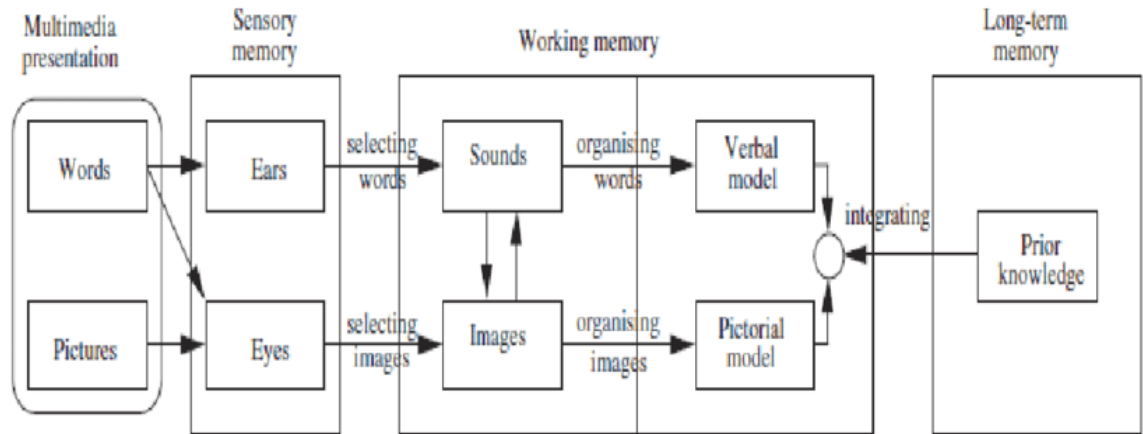 Multimedia
presentation
Sensory
memory
Working memory
Long-term
memory
Words
Ears
selecting
words
Sounds
organising
words
Verbal
model
integrating
Prior
knowledge
Pictures
Eyes
selecting
images
Images
organising
images
Pictorial
model